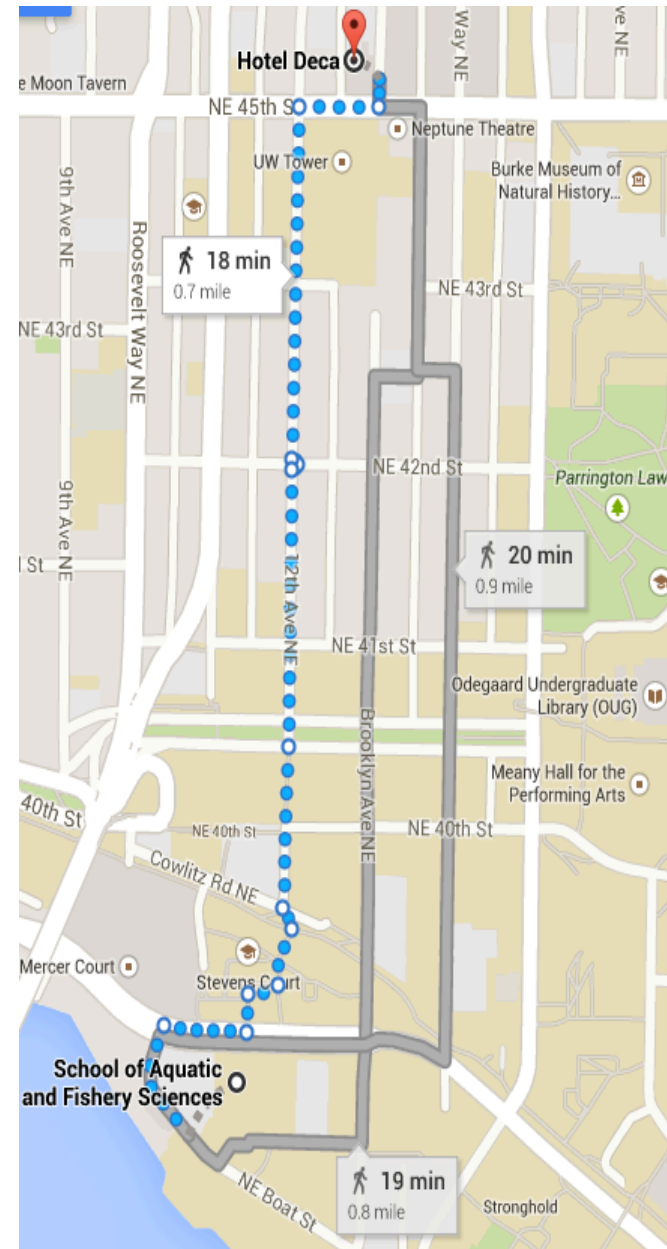 Hotel Deca
Way NE
ve NE
e Moon Tavern
NE 45th S
Neptune Theatre
UW Tower
Burke Museum of
Natural History...
9th Ave NE
Roosevelt Way NE
18 min
0.7 mile
NE 43rd St
NE 43rd St
NE 42nd St
Parrington Law
9th Ave NE
St
12th Ave NE
20 min
0.9 mile
NE 41st St
Odegaard Undergraduate
Library (OUG)
Brooklyn Ave NE
Meany Hall for the
Performing Arts
40th St
NE 40th St
NE 40th St
Cowlitz Rd NE
Mercer Court
Stevens Court
School of Aquatic
and Fishery Sciences
19 min
0.8 mile
NE Boat St
Stronghold